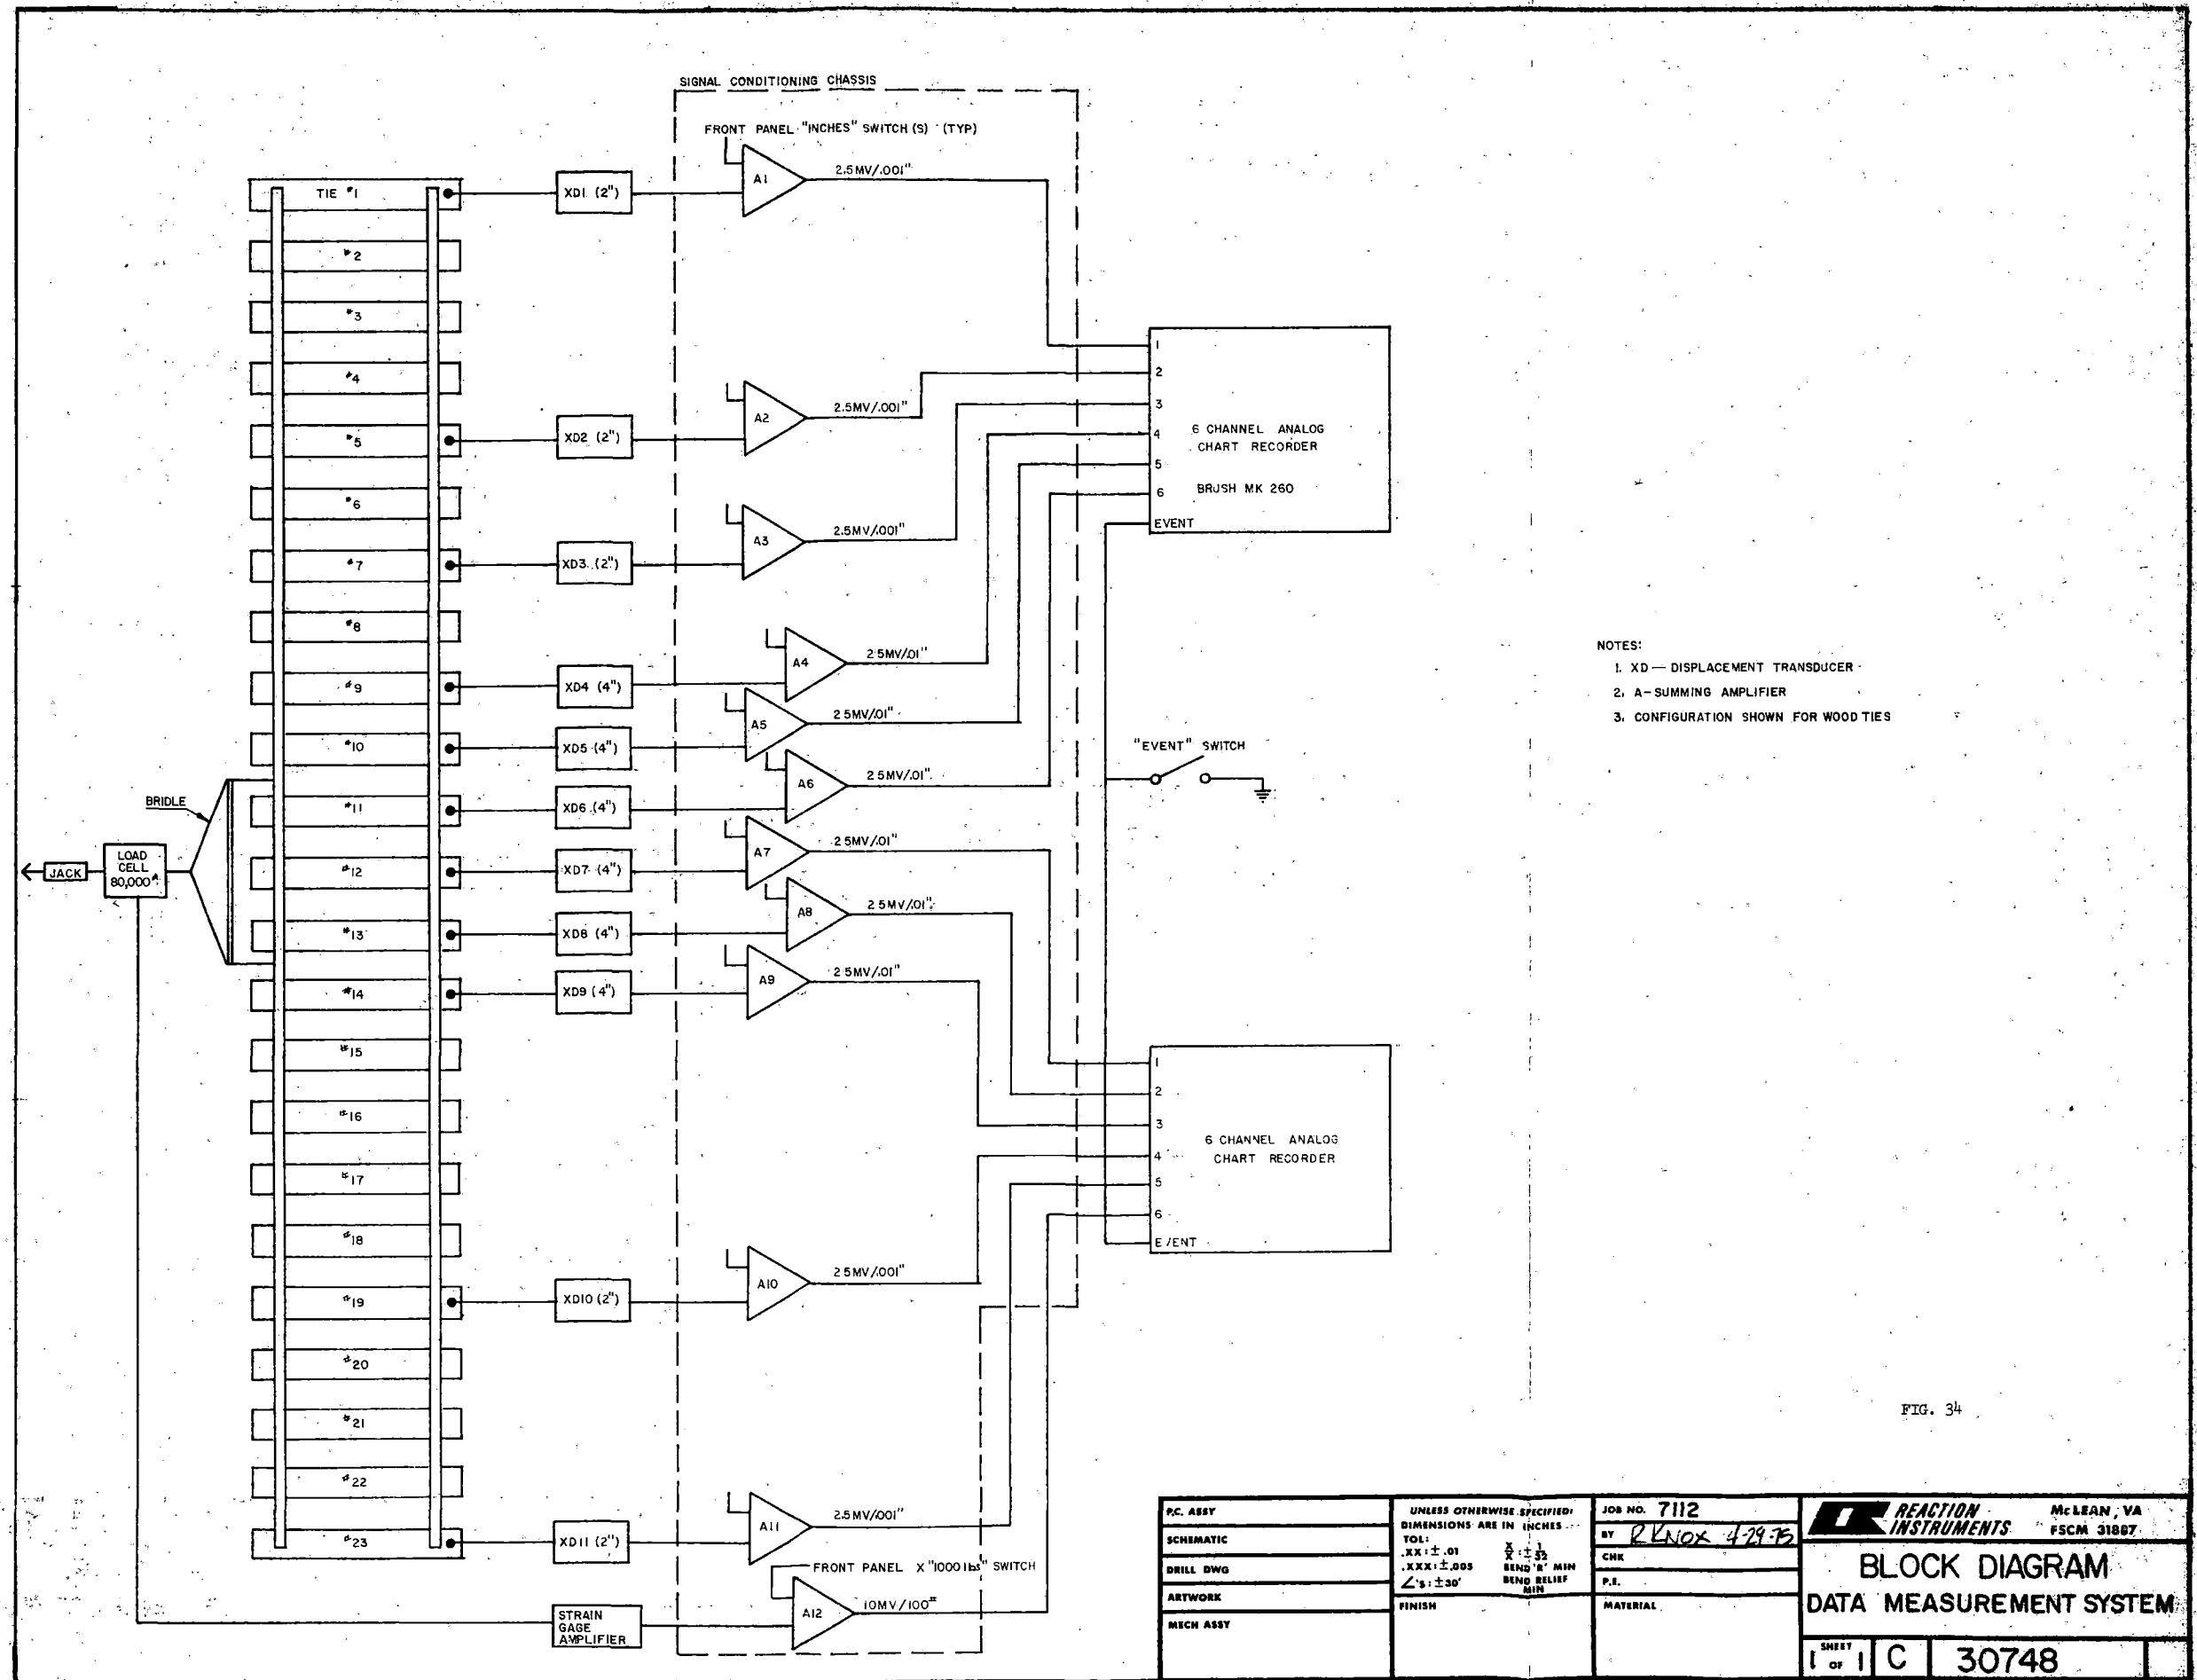 SIGNAL CONDITIONING CHASSIS
FRONT PANEL "INCHES" SWITCH(S) (TYP)
TIE #1
#2
#3
#4
#5
#6
#7
#8
#9
#10
#11
#12
#13
#14
#15
#16
#17
#18
#19
#20
#21
#22
#23
BRIDLE
JACK
LOAD
CELL
80,000#
XD1 (2")
XD2 (2")
XD3 (2")
XD4 (4")
XD5 (4")
XD6 (4")
XD7 (4")
XD8 (4")
XD9 (4")
XD10 (2")
XD11 (2")
STRAIN
GAGE
AMPLIFIER
A1
2.5MV/.001"
A2
2.5MV/.001"
A3
2.5MV/.001"
A4
2.5MV/.01"
A5
2.5MV/.01"
A6
2.5MV/.01"
A7
2.5MV/.01"
A8
2.5MV/.01"
A9
2.5MV/.01"
A10
2.5MV/.001"
A11
2.5MV/.001"
FRONT PANEL X "1000 lbs" SWITCH
A12
10MV/100#
1
2
3
4
5
6
EVENT
6 CHANNEL ANALOG
CHART RECORDER
BRUSH MK 260
"EVENT" SWITCH
1
2
3
4
5
6
EVENT
6 CHANNEL ANALOG
CHART RECORDER
NOTES:
1. XD — DISPLACEMENT TRANSDUCER
2. A - SUMMING AMPLIFIER
3. CONFIGURATION SHOWN FOR WOOD TIES
FIG. 34
P.C. ASSY
SCHEMATIC
DRILL DWG
ARTWORK
MECH ASSY
UNLESS OTHERWISE SPECIFIED:
DIMENSIONS ARE IN INCHES
TOL:
.XX: ± .01 X/X : ± 1/32
.XXX: ± .005 BEND 'R' MIN
∠'s: ± 30' BEND RELIEF MIN
FINISH
JOB NO. 7112
BY R KNOX 4-29-75
CHK
P.E.
MATERIAL
REACTION INSTRUMENTS
McLEAN, VA
FSCM 31887
BLOCK DIAGRAM
DATA MEASUREMENT SYSTEM
SHEET 1 OF 1
C
30748